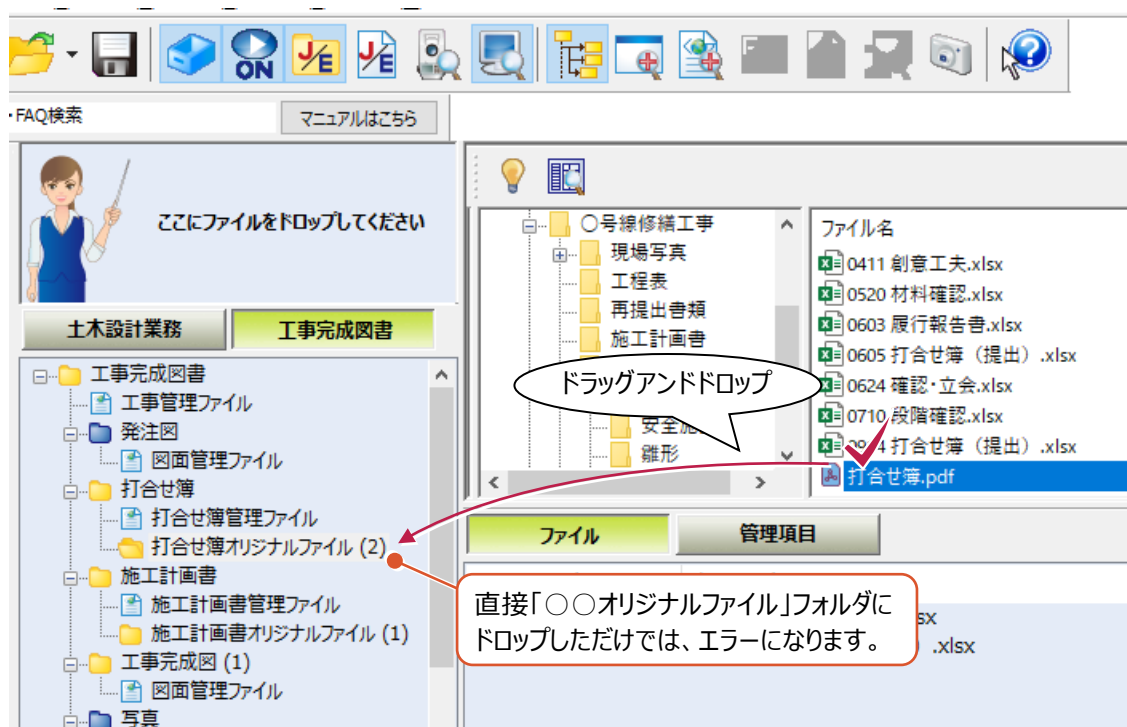 ON
J/E
J/E
・FAQ検索
マニュアルはこちら
ここにファイルをドロップしてください
土木設計業務
工事完成図書
工事完成図書
工事管理ファイル
発注図
図面管理ファイル
打合せ簿
打合せ簿管理ファイル
打合せ簿オリジナルファイル (2)
施工計画書
施工計画書管理ファイル
施工計画書オリジナルファイル (1)
工事完成図 (1)
図面管理ファイル
写真
〇号線修繕工事
現場写真
工程表
再提出書類
施工計画書
安全施
雛形
ドラッグアンドドロップ
ファイル名
0411 創意工夫.xlsx
0520 材料確認.xlsx
0603 履行報告書.xlsx
0605 打合せ簿（提出）.xlsx
0624 確認・立会.xlsx
0710 段階確認.xlsx
打合せ簿（提出）.xlsx
打合せ簿.pdf
ファイル
管理項目
直接「○○オリジナルファイル」フォルダに
ドロップしただけでは、エラーになります。
sx
.xlsx